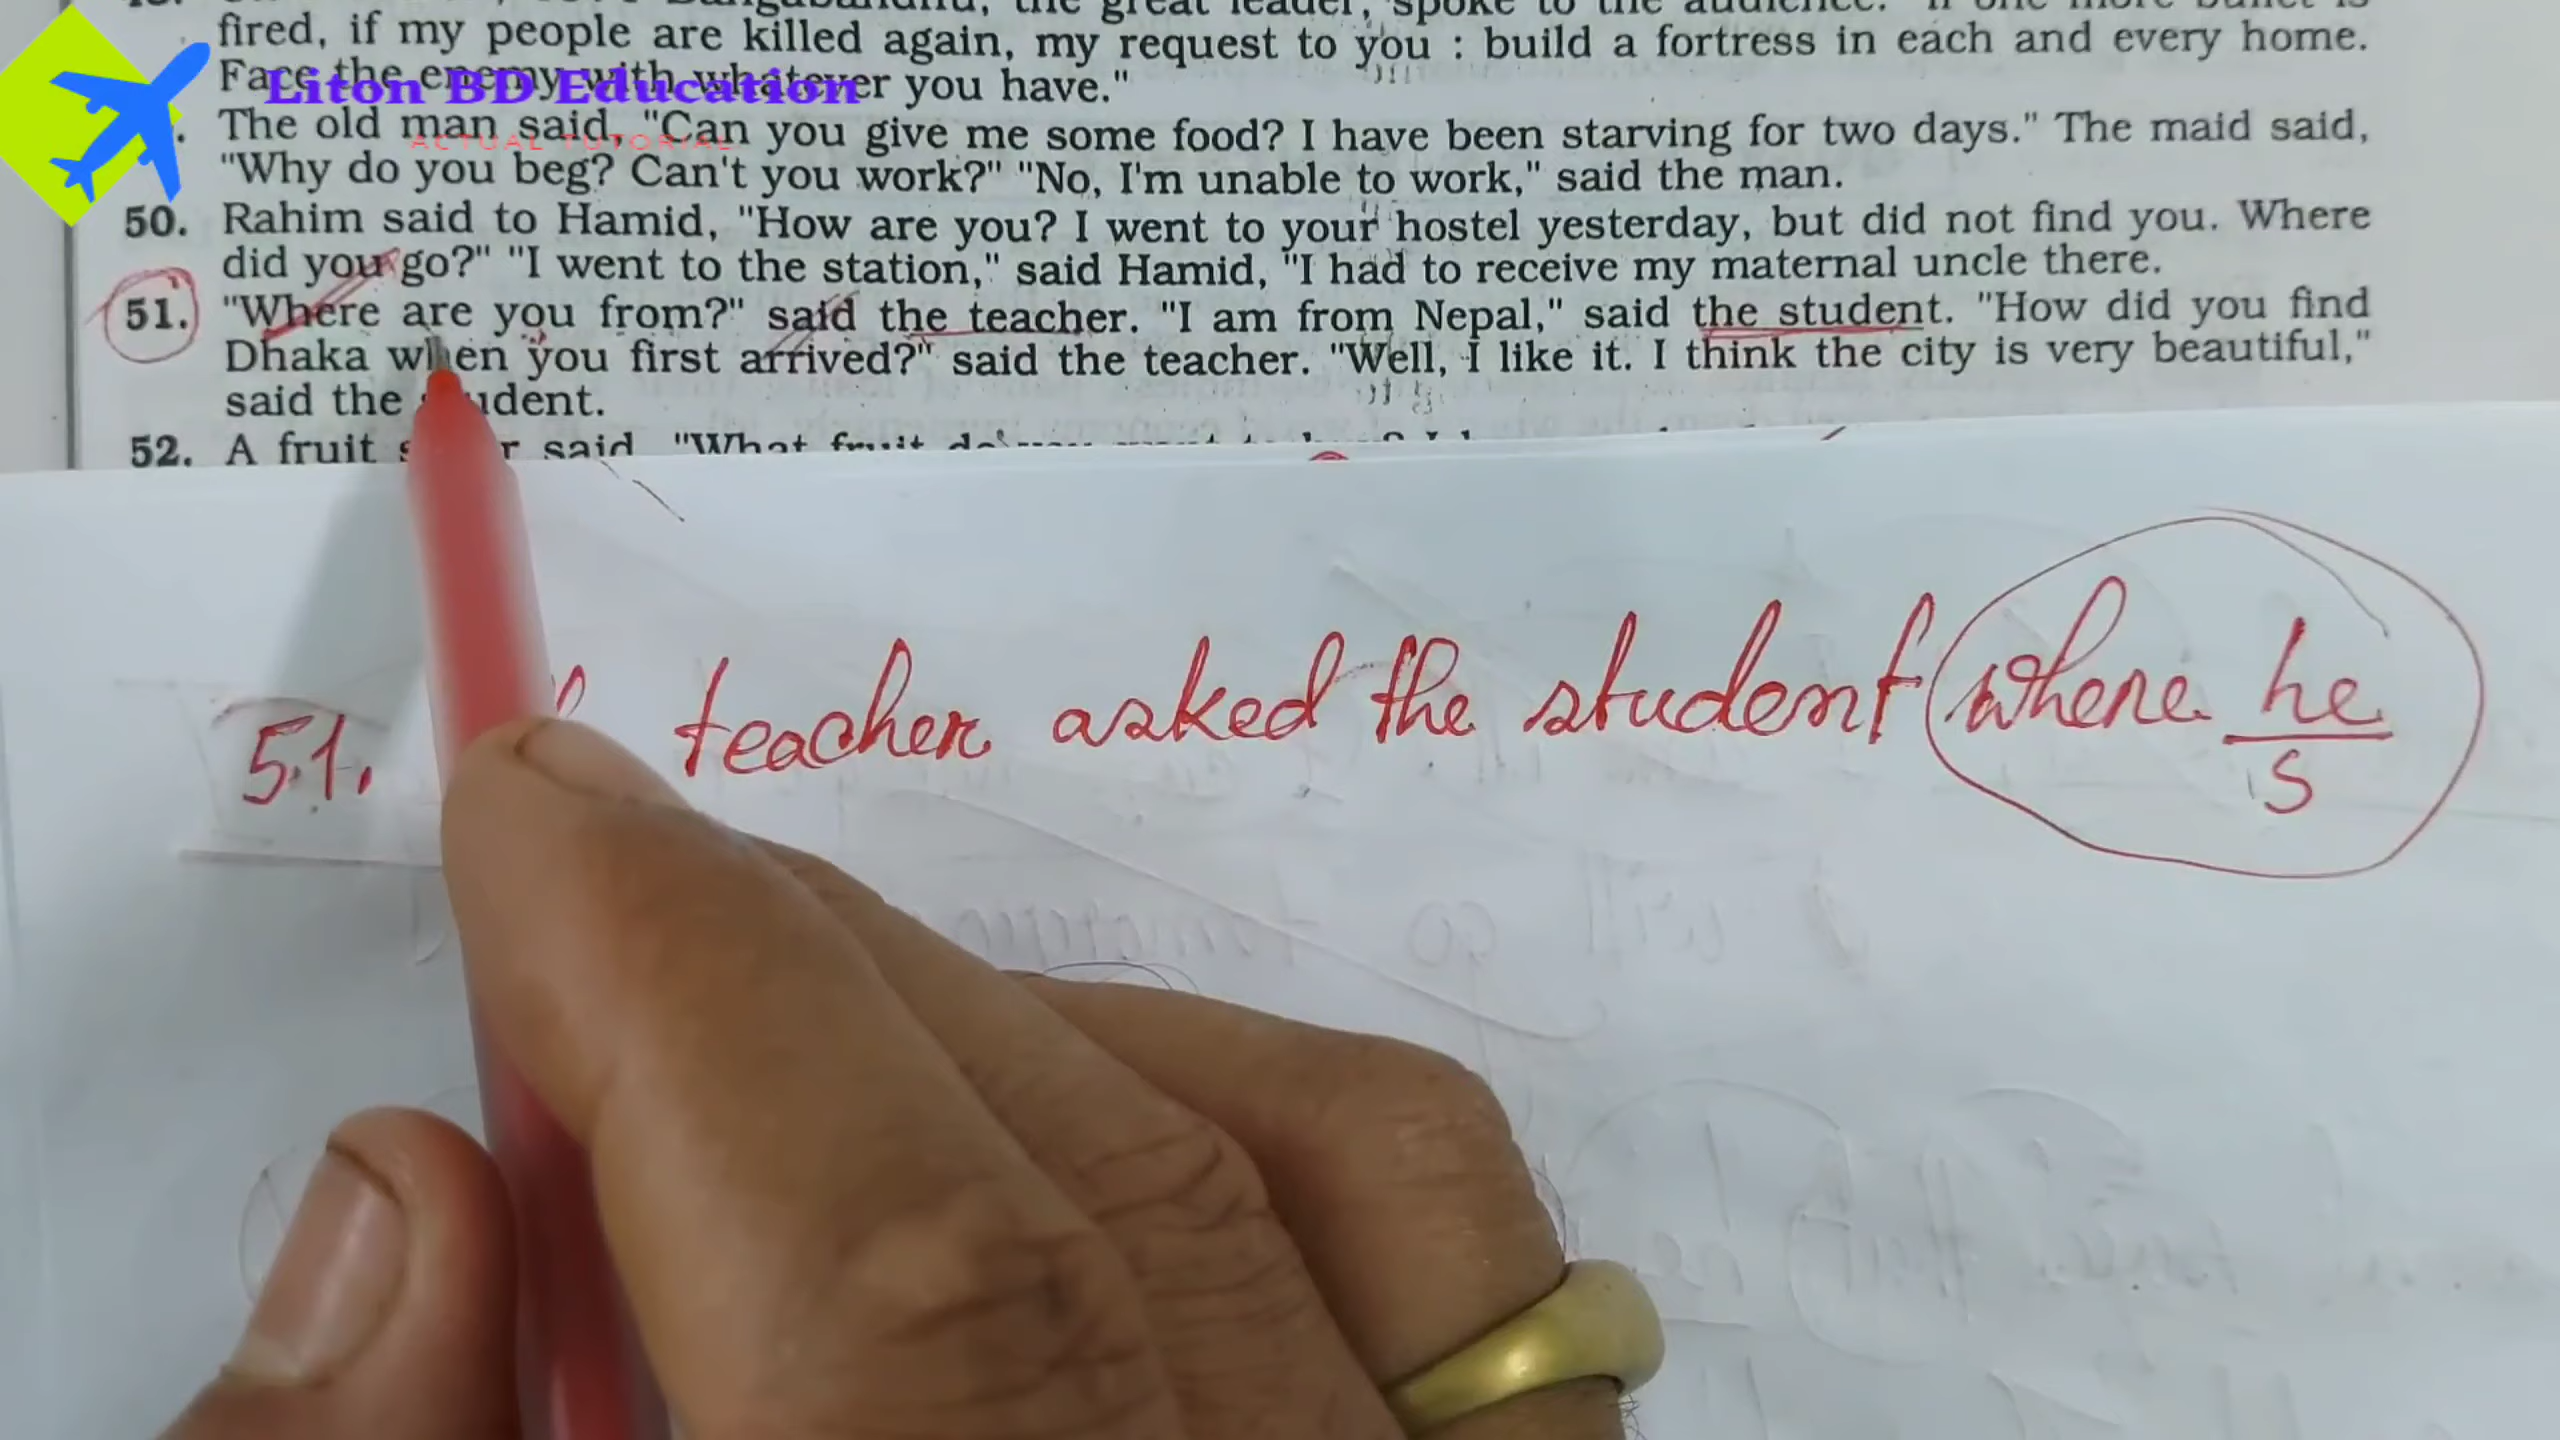 fired, if my people are killed again, my request to you : build a fortress in each and every home.
Face the enemy with whatever you have."
Liton BD Education
ACTUAL TUTORIAL
The old man said, "Can you give me some food? I have been starving for two days." The maid said,
"Why do you beg? Can't you work?" "No, I'm unable to work," said the man.
50. Rahim said to Hamid, "How are you? I went to your hostel yesterday, but did not find you. Where
did you go?" "I went to the station," said Hamid, "I had to receive my maternal uncle there.
51. "Where are you from?" said the teacher. "I am from Nepal," said the student. "How did you find
Dhaka when you first arrived?" said the teacher. "Well, I like it. I think the city is very beautiful,"
said the student.
52. A fruit said, "What fruit do
51. teacher asked the student where he
s